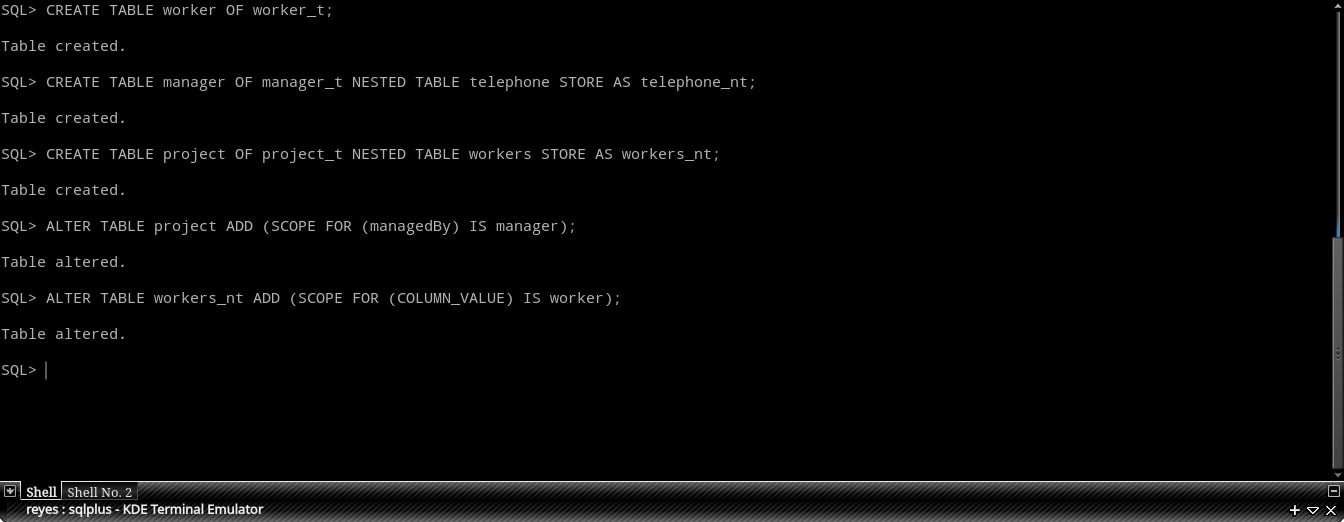 SQL> CREATE TABLE worker OF worker_t;
Table created.
SQL> CREATE TABLE manager OF manager_t NESTED TABLE telephone STORE AS telephone_nt;
Table created.
SQL> CREATE TABLE project OF project_t NESTED TABLE workers STORE AS workers_nt;
Table created.
SQL> ALTER TABLE project ADD (SCOPE FOR (managedBy) IS manager);
Table altered.
SQL> ALTER TABLE workers_nt ADD (SCOPE FOR (COLUMN_VALUE) IS worker);
Table altered.
SQL>
Shell Shell No. 2
reyes : sqlplus - KDE Terminal Emulator